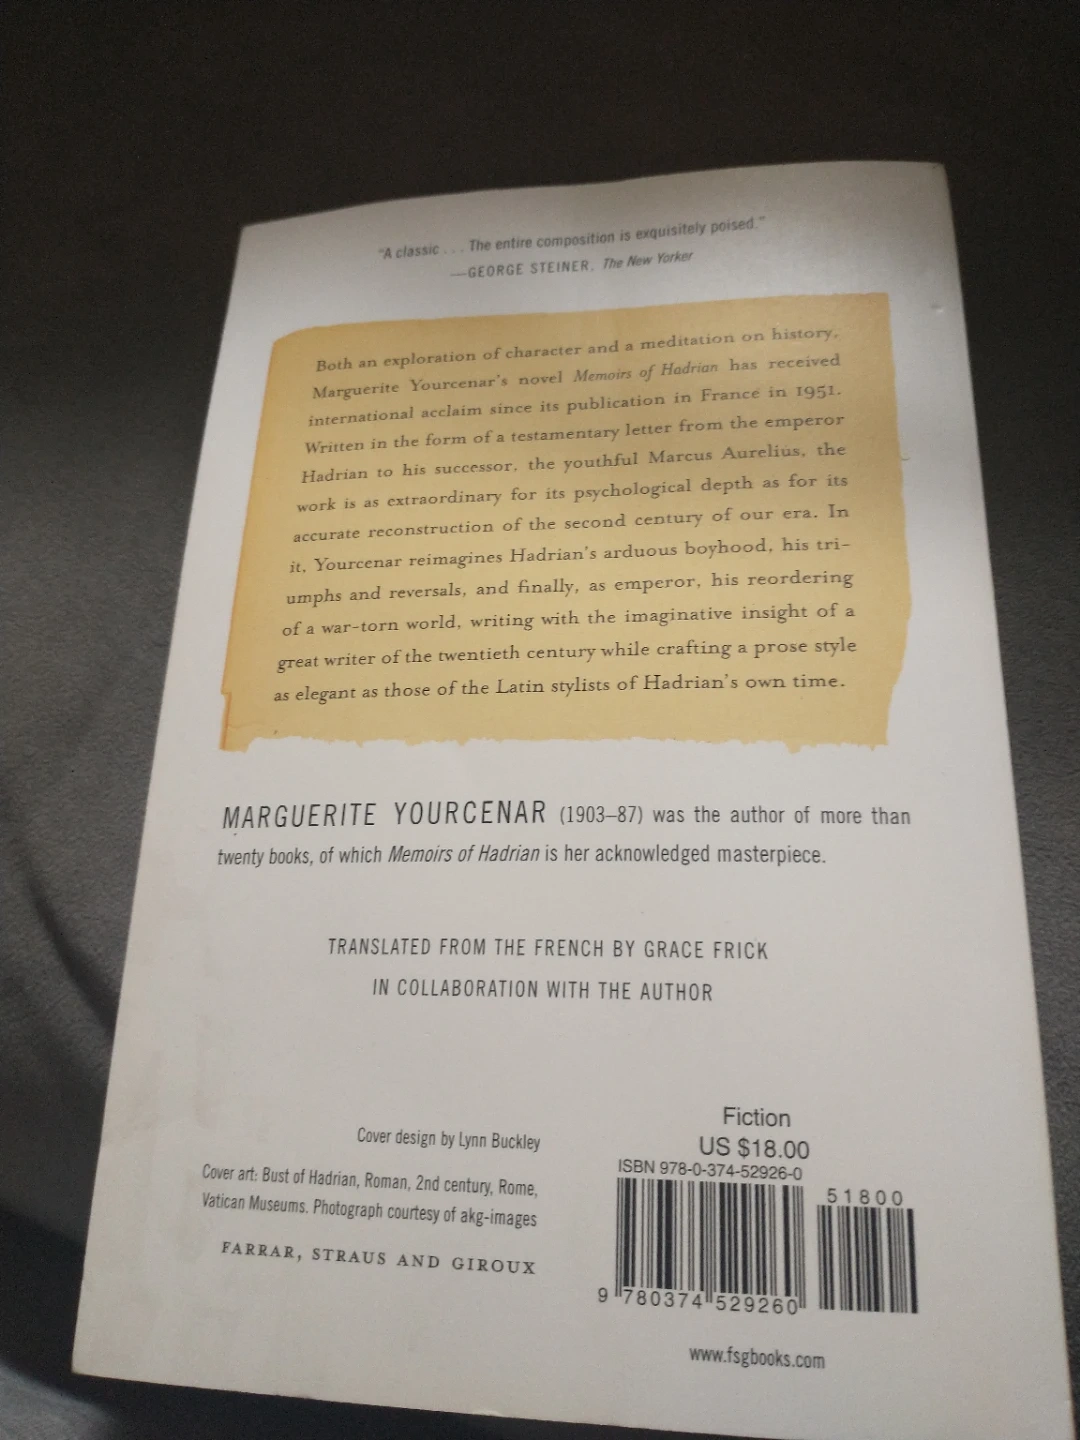 "A classic . . . The entire composition is exquisitely poised."
—GEORGE STEINER, The New Yorker
Both an exploration of character and a meditation on history,
Marguerite Yourcenar's novel Memoirs of Hadrian has received
international acclaim since its publication in France in 1951.
Written in the form of a testamentary letter from the emperor
Hadrian to his successor, the youthful Marcus Aurelius, the
work is as extraordinary for its psychological depth as for its
accurate reconstruction of the second century of our era. In
it, Yourcenar reimagines Hadrian's arduous boyhood, his tri-
umphs and reversals, and finally, as emperor, his reordering
of a war-torn world, writing with the imaginative insight of a
great writer of the twentieth century while crafting a prose style
as elegant as those of the Latin stylists of Hadrian's own time.
MARGUERITE YOURCENAR (1903–87) was the author of more than
twenty books, of which Memoirs of Hadrian is her acknowledged masterpiece.
TRANSLATED FROM THE FRENCH BY GRACE FRICK
IN COLLABORATION WITH THE AUTHOR
Cover design by Lynn Buckley
Cover art: Bust of Hadrian, Roman, 2nd century, Rome,
Vatican Museums. Photograph courtesy of akg-images
FARRAR, STRAUS AND GIROUX
Fiction
US $18.00
ISBN 978-0-374-52926-0
51800
9 780374 529260
www.fsgbooks.com